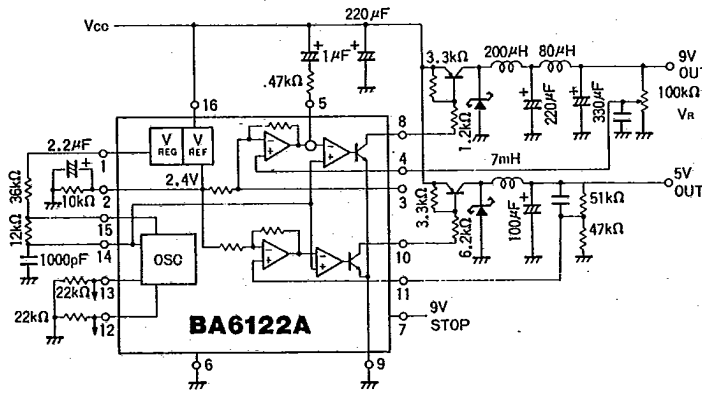 Vcc
220μF
1μF
.47kΩ
3.3kΩ
200μH
80μH
9V
OUT
100kΩ
VR
1.2kΩ
220μF
330μF
16
5
8
2.2μF
V
REG
V
REF
1
4
7mH
36kΩ
10kΩ
2
2.4V
3
5V
OUT
12kΩ
15
3.3kΩ
6.2kΩ
100μF
51kΩ
47kΩ
14
1000pF
OSC
10
22kΩ
13
11
22kΩ
12
BA6122A
9V
7
STOP
6
9